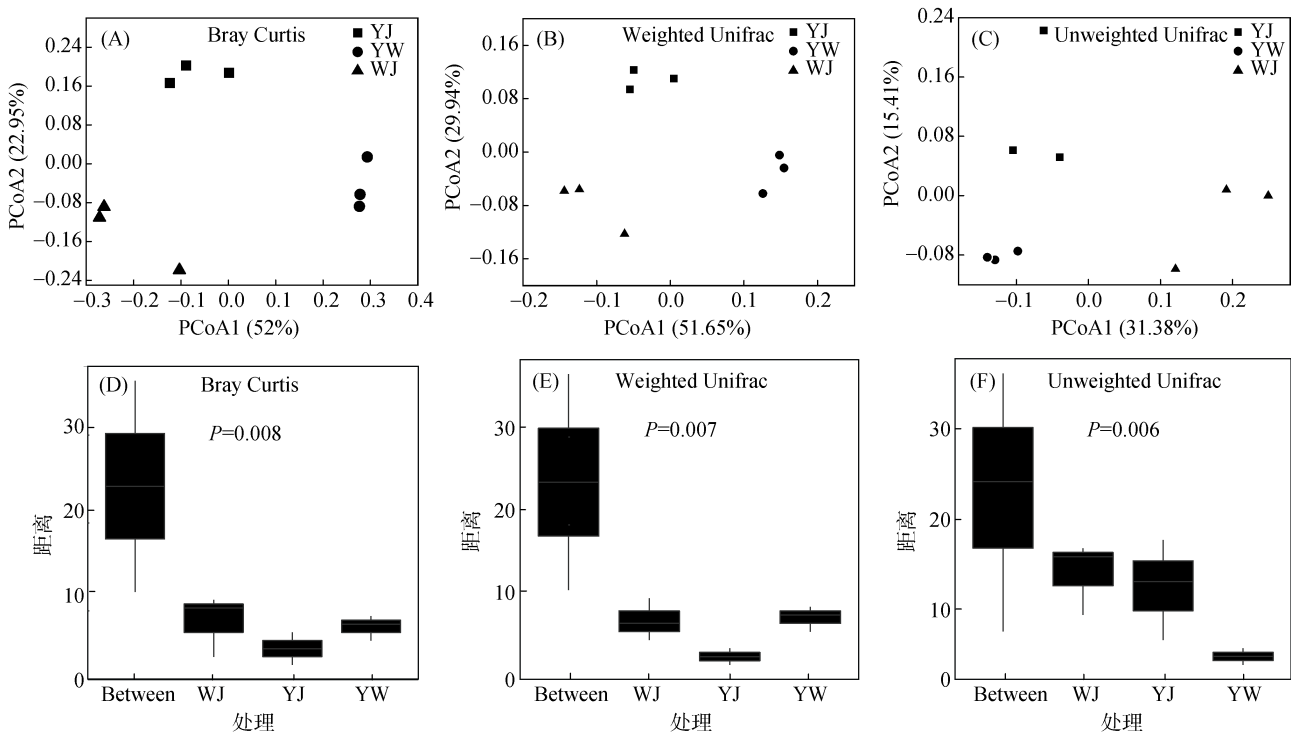 (A) Bray Curtis
YJ
YW
WJ
0.24
0.16
0.08
0.00
−0.08
−0.16
−0.24
PCoA2 (22.95%)
−0.3 −0.2 −0.1 0.0 0.1 0.2 0.3 0.4
PCoA1 (52%)
(B) Weighted Unifrac
YJ
YW
WJ
0.16
0.08
0.00
−0.08
−0.16
PCoA2 (29.94%)
−0.2 −0.1 0.0 0.1 0.2
PCoA1 (51.65%)
(C) Unweighted Unifrac
YJ
YW
WJ
0.24
0.16
0.08
0.00
−0.08
PCoA2 (15.41%)
−0.1 0.0 0.1 0.2
PCoA1 (31.38%)
(D) Bray Curtis
P=0.008
30
20
10
0
距离
Between WJ YJ YW
处理
(E) Weighted Unifrac
P=0.007
30
20
10
0
距离
Between WJ YJ YW
处理
(F) Unweighted Unifrac
P=0.006
30
20
10
0
距离
Between WJ YJ YW
处理